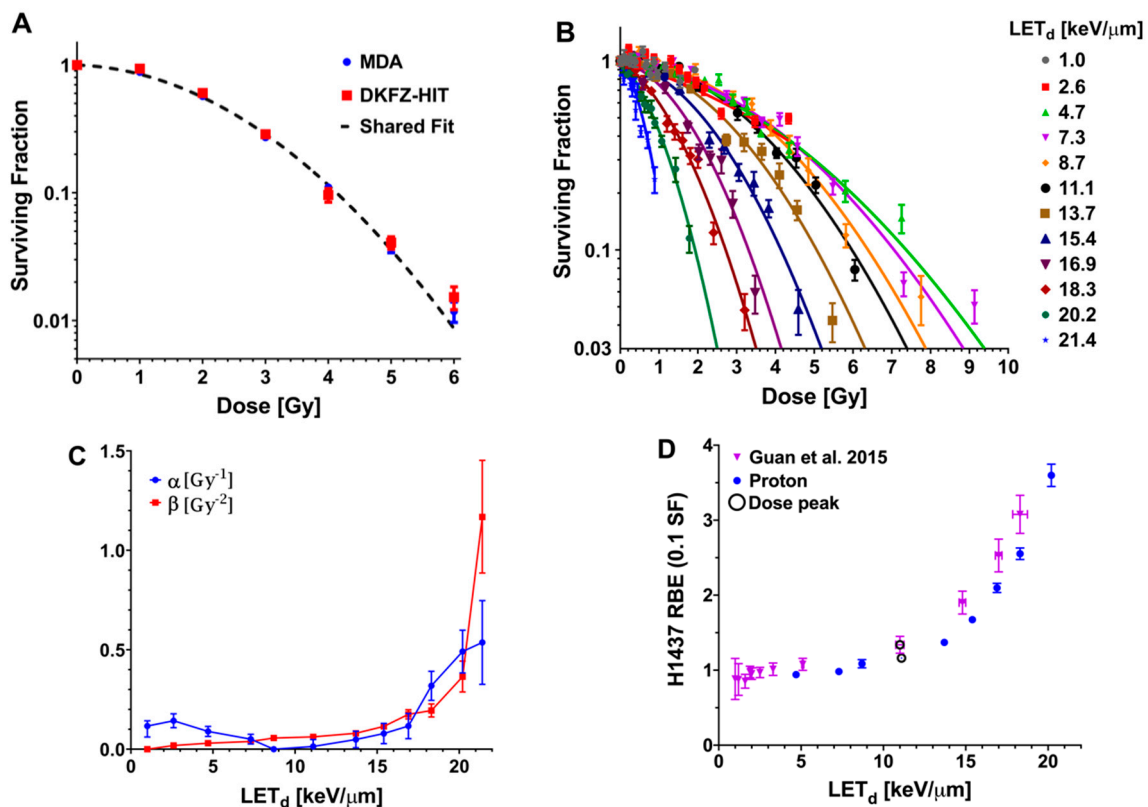 A
Surviving Fraction
1
0.1
0.01
0 1 2 3 4 5 6
Dose [Gy]
MDA
DKFZ-HIT
Shared Fit
B
Surviving Fraction
1
0.1
0.03
0 1 2 3 4 5 6 7 8 9 10
Dose [Gy]
LETd [keV/μm]
1.0
2.6
4.7
7.3
8.7
11.1
13.7
15.4
16.9
18.3
20.2
21.4
C
1.5
1.0
0.5
0.0
0 5 10 15 20
LETd [keV/μm]
α [Gy-1]
β [Gy-2]
D
H1437 RBE (0.1 SF)
4
3
2
1
0
0 5 10 15 20
LETd [keV/μm]
Guan et al. 2015
Proton
Dose peak